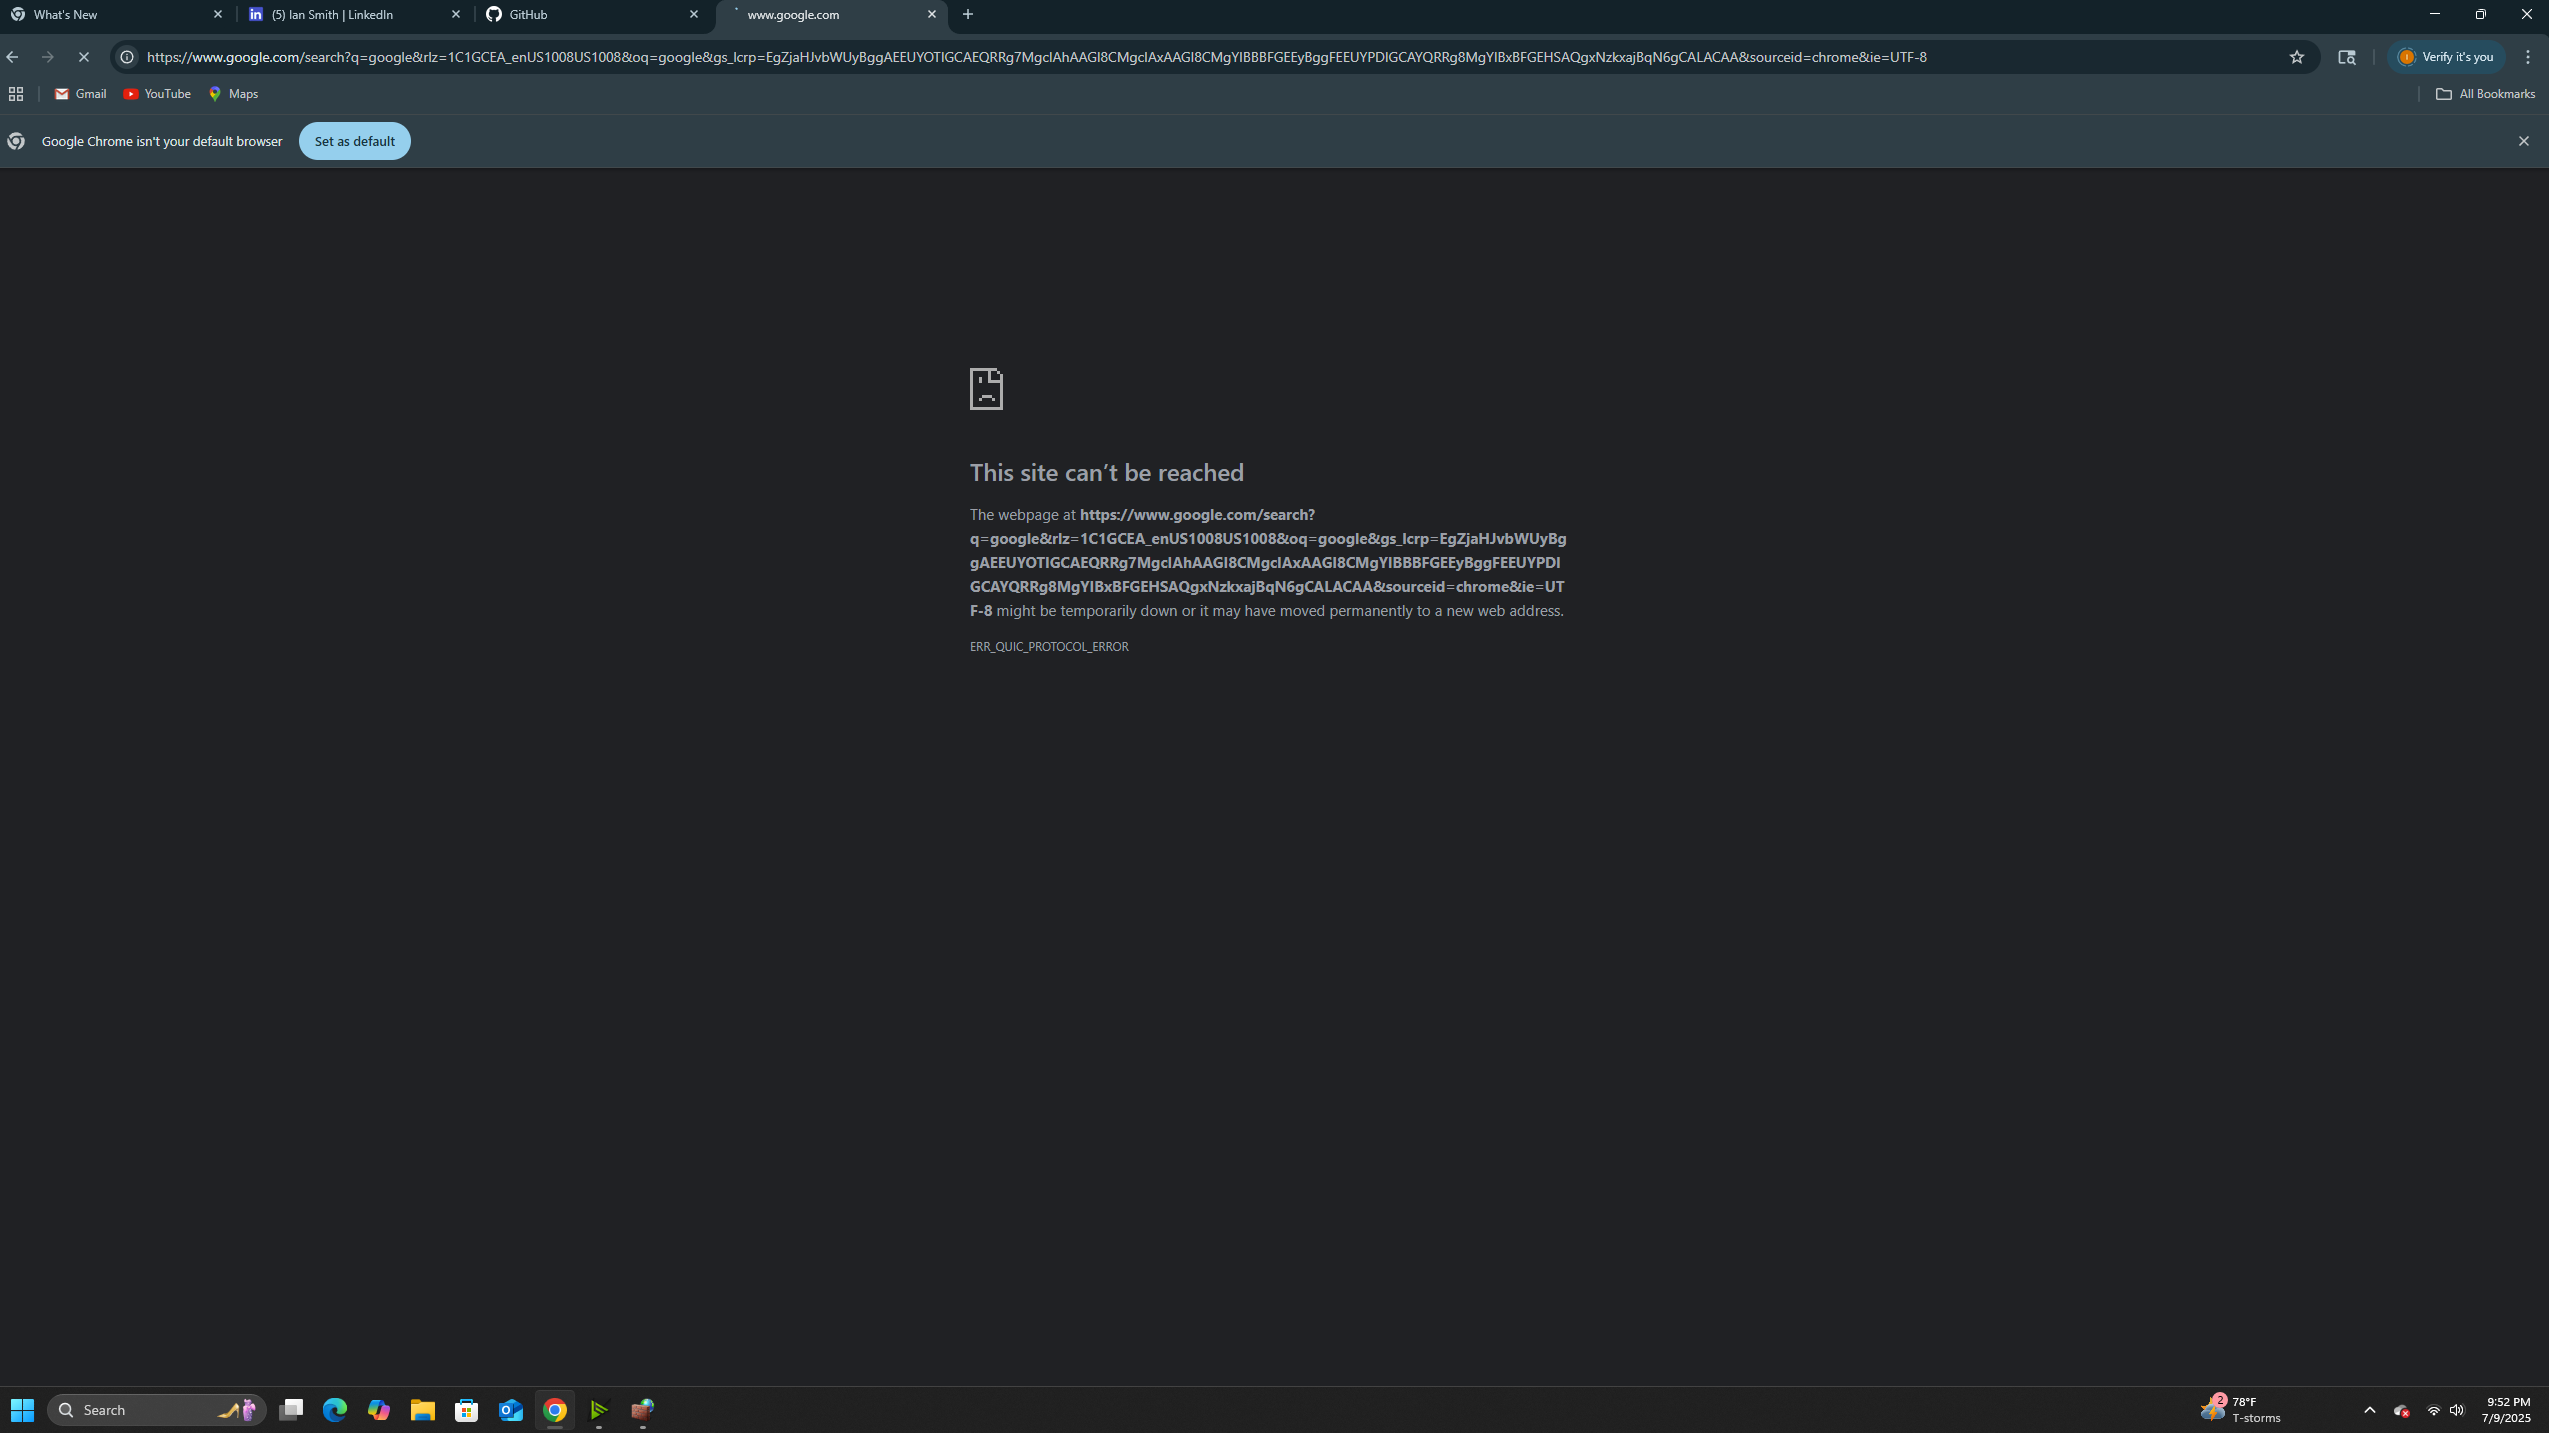 What's New
(5) Ian Smith | LinkedIn
GitHub
www.google.com
https://www.google.com/search?q=google&rlz=1C1GCEA_enUS1008US1008&oq=google&gs_lcrp=EgZjaHJvbWUyBggAEEUYOTIGCAEQRRg7MgcIAhAAGI8CMgcIAxAAGI8CMgYIBBBFGEEyBggFEEUYPDIGCAYQRRg8MgYIBxBFGEHSAQgxNzkxajBqN6gCALACAA&sourceid=chrome&ie=UTF-8
Verify it's you
Gmail
YouTube
Maps
All Bookmarks
Google Chrome isn't your default browser
Set as default
This site can’t be reached
The webpage at https://www.google.com/search?
q=google&rlz=1C1GCEA_enUS1008US1008&oq=google&gs_lcrp=EgZjaHJvbWUyBg
gAEEUYOTIGCAEQRRg7MgcIAhAAGI8CMgcIAxAAGI8CMgYIBBBFGEEyBggFEEUYPDI
GCAYQRRg8MgYIBxBFGEHSAQgxNzkxajBqN6gCALACAA&sourceid=chrome&ie=UT
F-8 might be temporarily down or it may have moved permanently to a new web address.
ERR_QUIC_PROTOCOL_ERROR
Search
2
78°F
T-storms
9:52 PM
7/9/2025